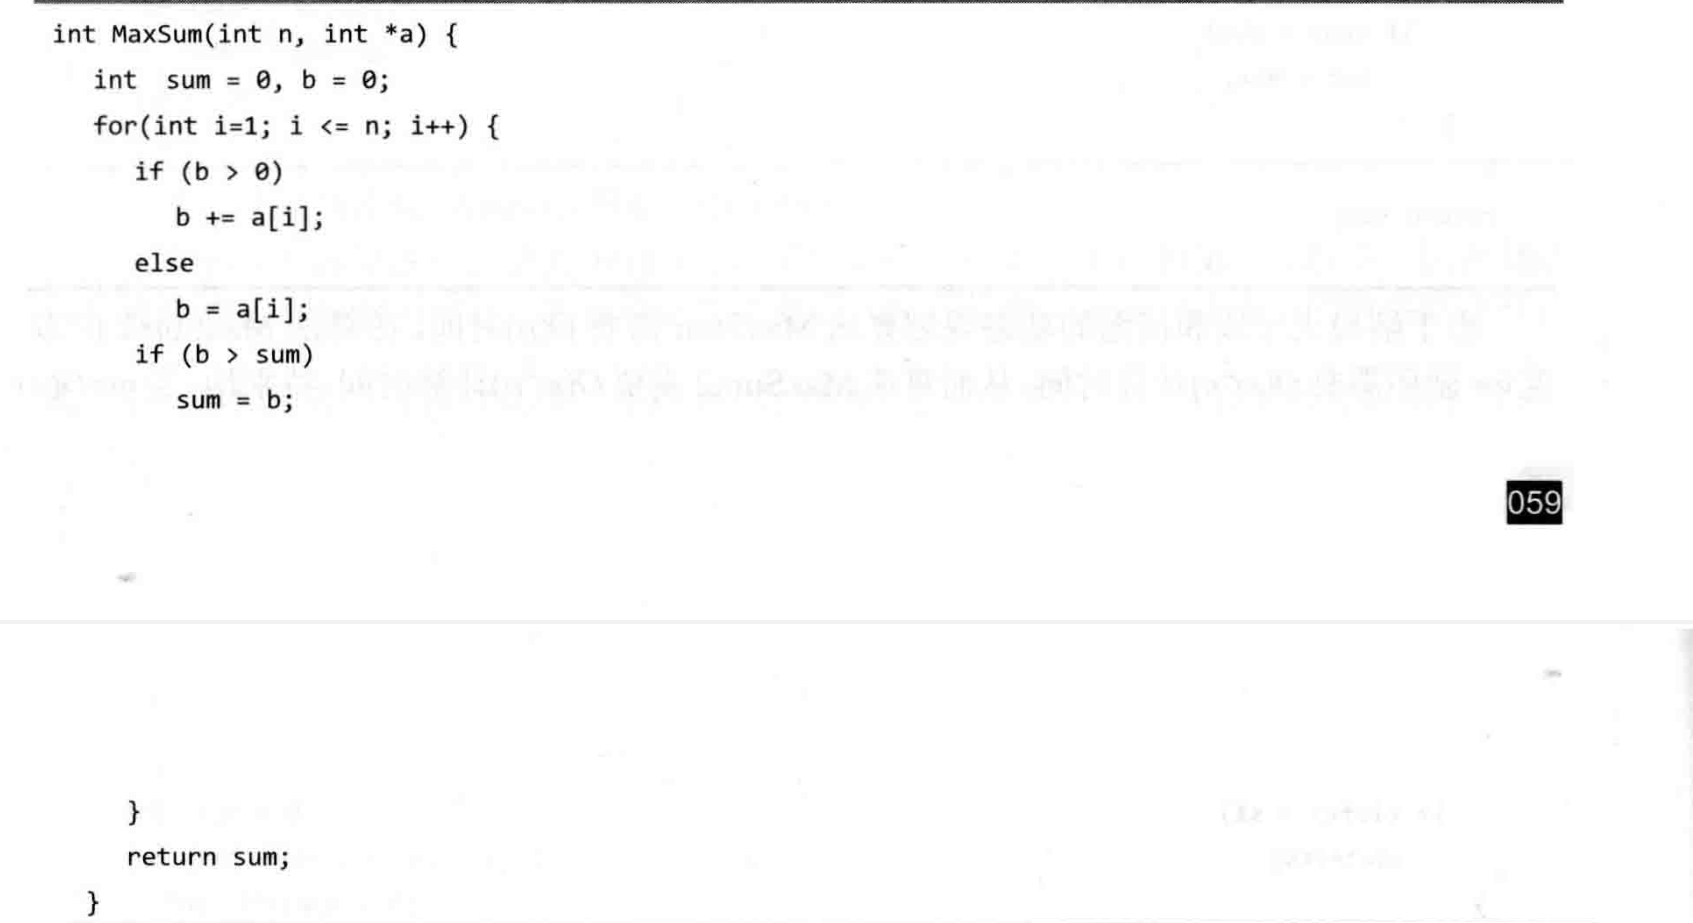 int MaxSum(int n, int *a) {
int sum = 0, b = 0;
for(int i=1; i <= n; i++) {
if (b > 0)
b += a[i];
else
b = a[i];
if (b > sum)
sum = b;
059
}
return sum;
}